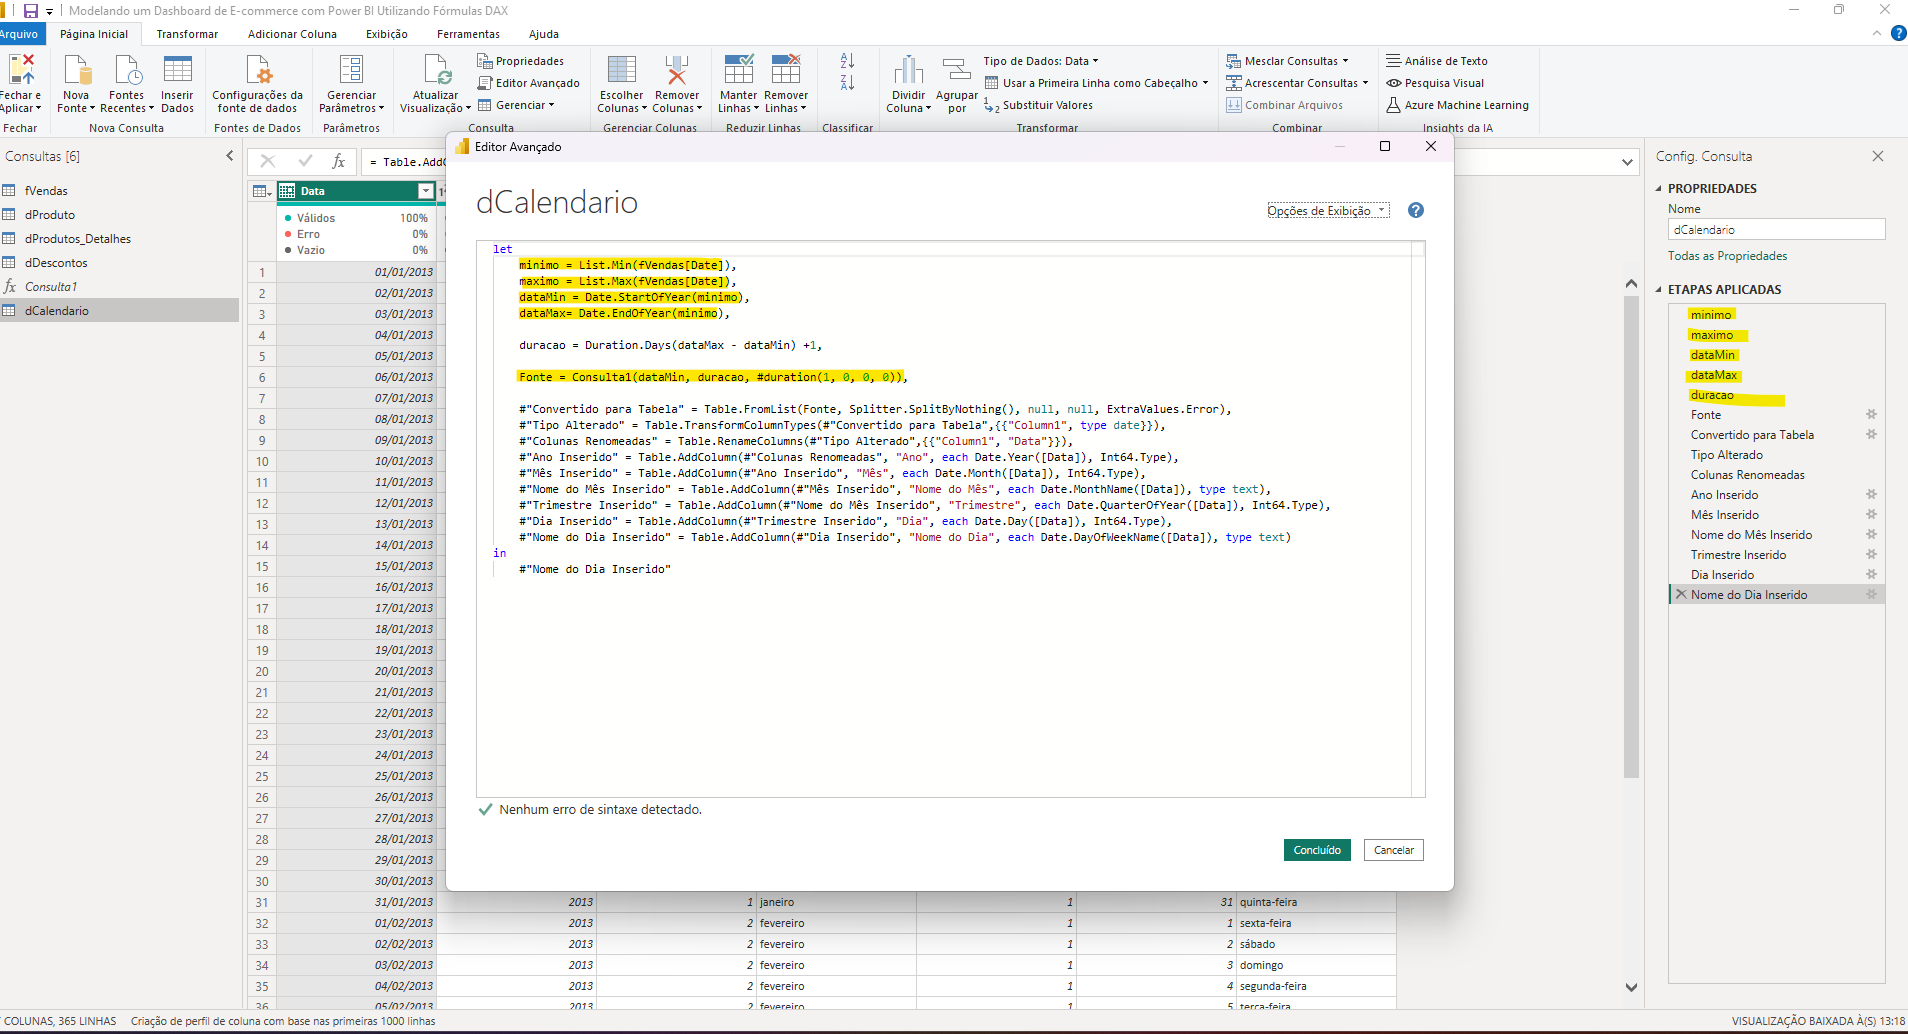 Modelando um Dashboard de E-commerce com Power BI Utilizando Fórmulas DAX
Arquivo Página Inicial Transformar Adicionar Coluna Exibição Ferramentas Ajuda
Fechar e Aplicar
Fechar
Nova Fonte
Fontes Recentes
Inserir Dados
Nova Consulta
Configurações da fonte de dados
Fontes de Dados
Gerenciar Parâmetros
Parâmetros
Atualizar Visualização
Propriedades
Editor Avançado
Gerenciar
Consulta
Escolher Colunas
Remover Colunas
Gerenciar Colunas
Manter Linhas
Remover Linhas
Reduzir Linhas
Classificar
Dividir Coluna
Agrupar por
Tipo de Dados: Data
Usar a Primeira Linha como Cabeçalho
Substituir Valores
Transformar
Mesclar Consultas
Acrescentar Consultas
Combinar Arquivos
Combinar
Análise de Texto
Pesquisa Visual
Azure Machine Learning
Insights da IA
Consultas [6]
fVendas
dProduto
dProdutos_Detalhes
dDescontos
fx Consulta1
dCalendario
fx = Table.AddC
Data
Válidos 100%
Erro 0%
Vazio 0%
1 01/01/2013
2 02/01/2013
3 03/01/2013
4 04/01/2013
5 05/01/2013
6 06/01/2013
7 07/01/2013
8 08/01/2013
9 09/01/2013
10 10/01/2013
11 11/01/2013
12 12/01/2013
13 13/01/2013
14 14/01/2013
15 15/01/2013
16 16/01/2013
17 17/01/2013
18 18/01/2013
19 19/01/2013
20 20/01/2013
21 21/01/2013
22 22/01/2013
23 23/01/2013
24 24/01/2013
25 25/01/2013
26 26/01/2013
27 27/01/2013
28 28/01/2013
29 29/01/2013
30 30/01/2013
31 31/01/2013 2013 1 janeiro 1 31 quinta-feira
32 01/02/2013 2013 2 fevereiro 1 1 sexta-feira
33 02/02/2013 2013 2 fevereiro 1 2 sábado
34 03/02/2013 2013 2 fevereiro 1 3 domingo
35 04/02/2013 2013 2 fevereiro 1 4 segunda-feira
36 05/02/2013 2013 2 fevereiro 1 5 terça-feira
Editor Avançado
dCalendario
Opções de Exibição
let
minimo = List.Min(fVendas[Date]),
maximo = List.Max(fVendas[Date]),
dataMin = Date.StartOfYear(minimo),
dataMax= Date.EndOfYear(minimo),
duracao = Duration.Days(dataMax - dataMin) +1,
Fonte = Consulta1(dataMin, duracao, #duration(1, 0, 0, 0)),
#"Convertido para Tabela" = Table.FromList(Fonte, Splitter.SplitByNothing(), null, null, ExtraValues.Error),
#"Tipo Alterado" = Table.TransformColumnTypes(#"Convertido para Tabela",{{"Column1", type date}}),
#"Colunas Renomeadas" = Table.RenameColumns(#"Tipo Alterado",{{"Column1", "Data"}}),
#"Ano Inserido" = Table.AddColumn(#"Colunas Renomeadas", "Ano", each Date.Year([Data]), Int64.Type),
#"Mês Inserido" = Table.AddColumn(#"Ano Inserido", "Mês", each Date.Month([Data]), Int64.Type),
#"Nome do Mês Inserido" = Table.AddColumn(#"Mês Inserido", "Nome do Mês", each Date.MonthName([Data]), type text),
#"Trimestre Inserido" = Table.AddColumn(#"Nome do Mês Inserido", "Trimestre", each Date.QuarterOfYear([Data]), Int64.Type),
#"Dia Inserido" = Table.AddColumn(#"Trimestre Inserido", "Dia", each Date.Day([Data]), Int64.Type),
#"Nome do Dia Inserido" = Table.AddColumn(#"Dia Inserido", "Nome do Dia", each Date.DayOfWeekName([Data]), type text)
in
#"Nome do Dia Inserido"
Nenhum erro de sintaxe detectado.
Concluído Cancelar
Config. Consulta
PROPRIEDADES
Nome
dCalendario
Todas as Propriedades
ETAPAS APLICADAS
minimo
maximo
dataMin
dataMax
duracao
Fonte
Convertido para Tabela
Tipo Alterado
Colunas Renomeadas
Ano Inserido
Mês Inserido
Nome do Mês Inserido
Trimestre Inserido
Dia Inserido
Nome do Dia Inserido
COLUNAS, 365 LINHAS Criação de perfil de coluna com base nas primeiras 1000 linhas
VISUALIZAÇÃO BAIXADA À(S) 13:18